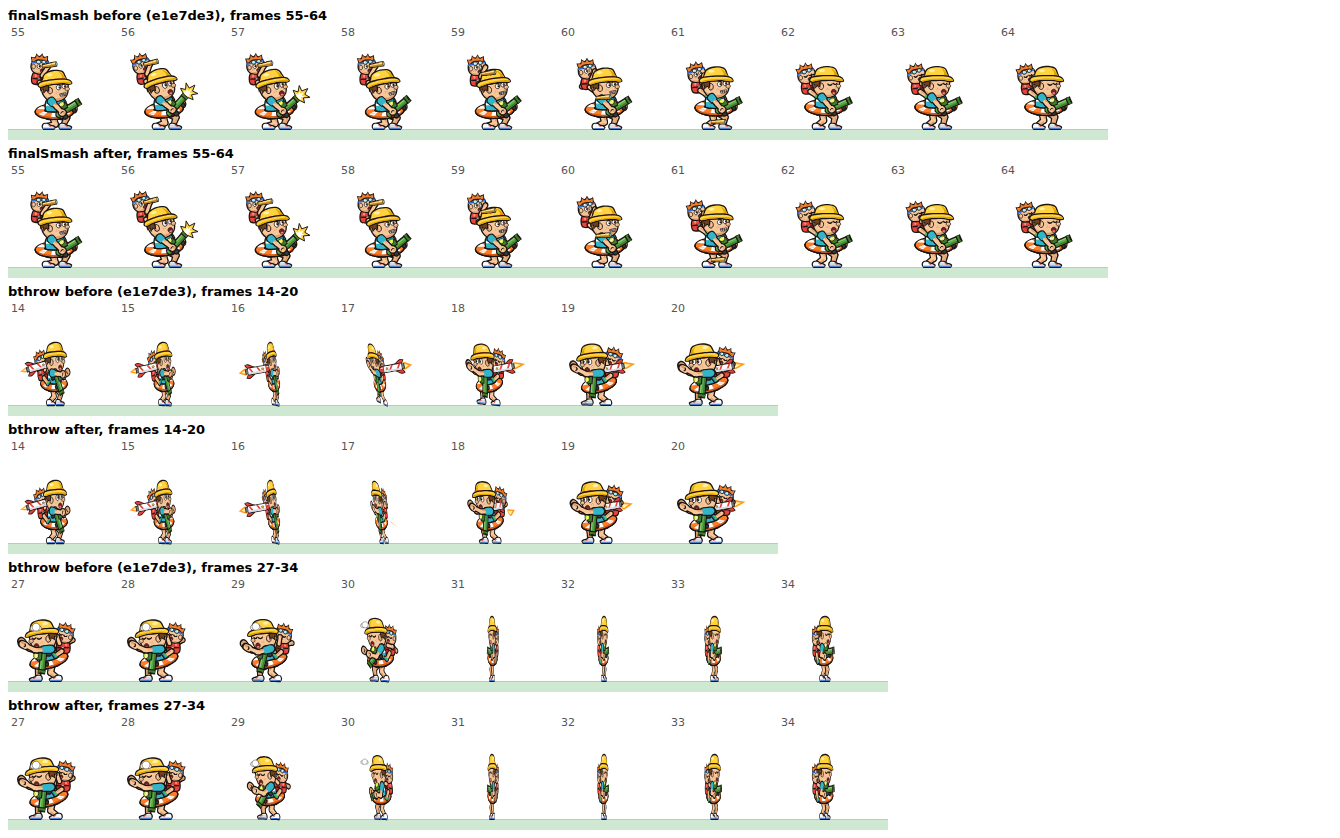 finalSmash before (e1e7de3), frames 55-64
55 56 57 58 59 60 61 62 63 64
finalSmash after, frames 55-64
55 56 57 58 59 60 61 62 63 64
bthrow before (e1e7de3), frames 14-20
14 15 16 17 18 19 20
bthrow after, frames 14-20
14 15 16 17 18 19 20
bthrow before (e1e7de3), frames 27-34
27 28 29 30 31 32 33 34
bthrow after, frames 27-34
27 28 29 30 31 32 33 34